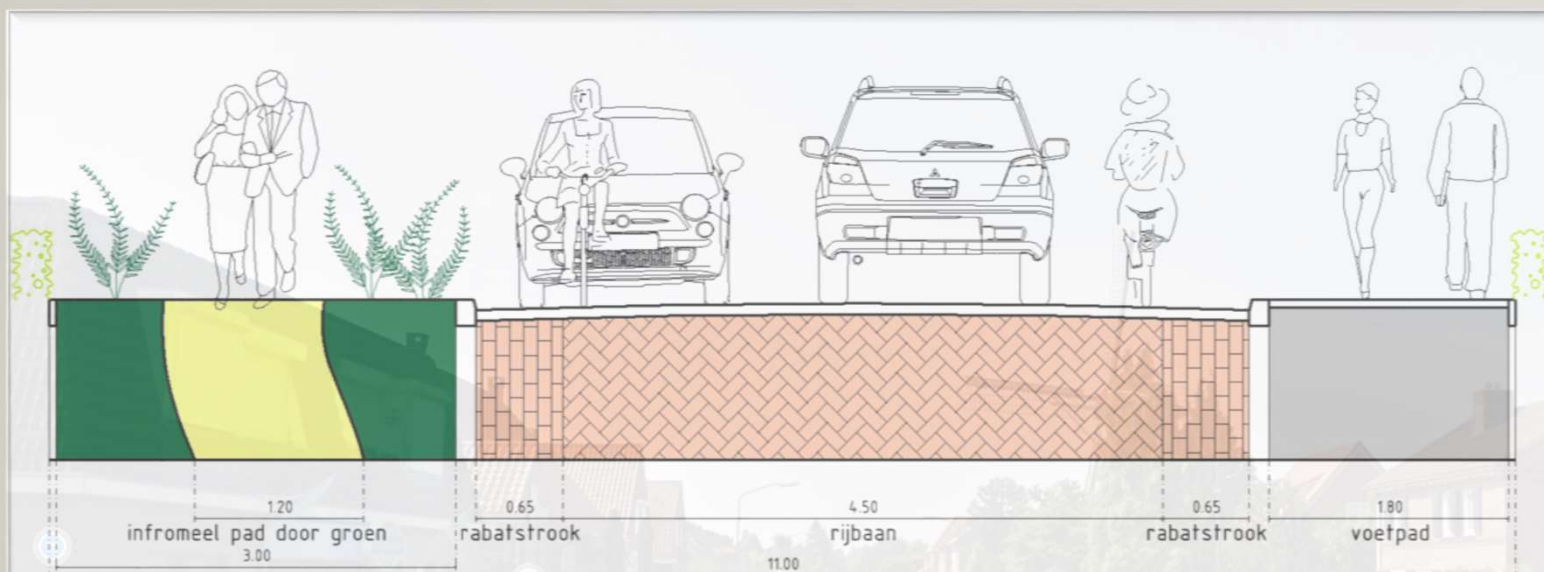 1.20 0.65 4.50 0.65 1.80
infromeel pad door groen rabatstrook rijbaan rabatstrook voetpad
3.00 11.00